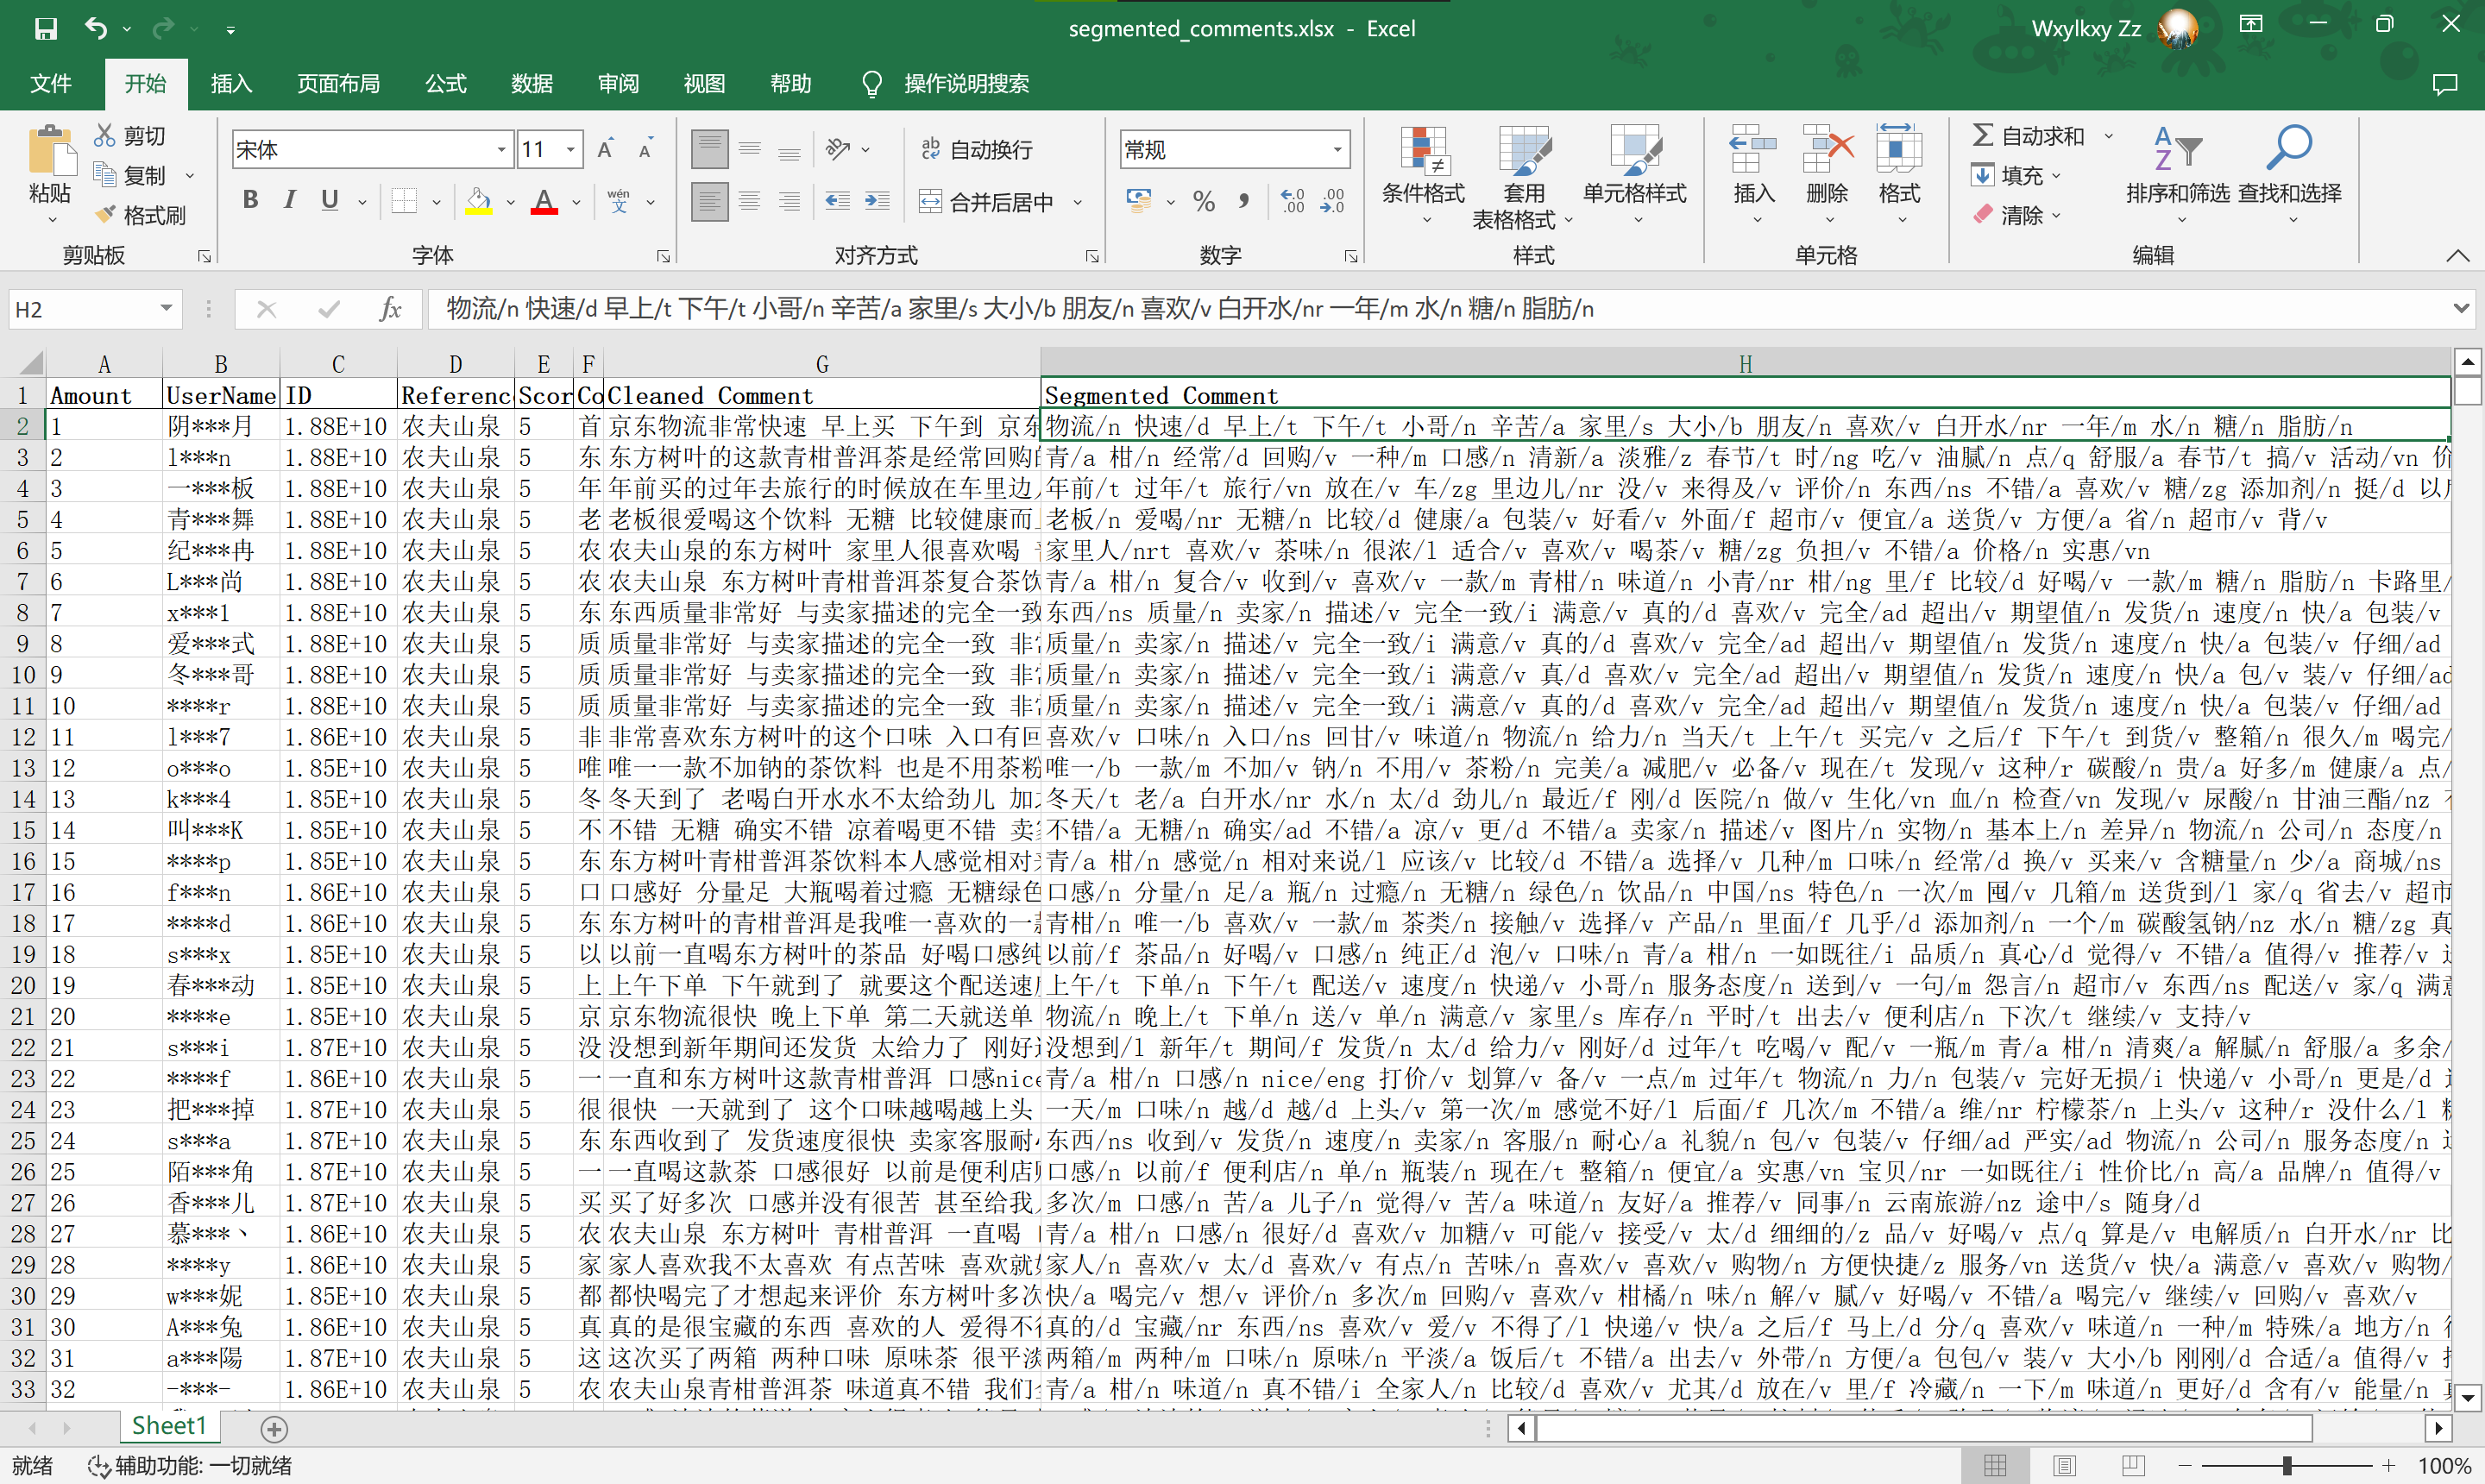 segmented_comments.xlsx - Excel
Wxylkxy Zz
文件 开始 插入 页面布局 公式 数据 审阅 视图 帮助 操作说明搜索
粘贴 剪切 复制 格式刷 剪贴板
宋体 11 B I U A wén 文 字体
自动换行 合并后居中 对齐方式
常规 % 数字
条件格式 套用表格格式 单元格样式 样式
插入 删除 格式 单元格
自动求和 填充 清除 排序和筛选 查找和选择 编辑
H2 fx 物流/n 快速/d 早上/t 下午/t 小哥/n 辛苦/a 家里/s 大小/b 朋友/n 喜欢/v 白开水/nr 一年/m 水/n 糖/n 脂肪/n
A B C D E F G H
1 Amount UserName ID Referenc Scor Co Cleaned Comment Segmented Comment
2 1 阴***月 1.88E+10 农夫山泉 5 首 京东物流非常快速 早上买 下午到 京东 物流/n 快速/d 早上/t 下午/t 小哥/n 辛苦/a 家里/s 大小/b 朋友/n 喜欢/v 白开水/nr 一年/m 水/n 糖/n 脂肪/n
3 2 l***n 1.88E+10 农夫山泉 5 东 东方树叶的这款青柑普洱茶是经常回购 青/a 柑/n 经常/d 回购/v 一种/m 口感/n 清新/a 淡雅/z 春节/t 时/ng 吃/v 油腻/n 点/q 舒服/a 春节/t 搞/v 活动/vn 价
4 3 一***板 1.88E+10 农夫山泉 5 年 年前买的过年去旅行的时候放在车里边 年前/t 过年/t 旅行/vn 放在/v 车/zg 里边儿/nr 没/v 来得及/v 评价/n 东西/ns 不错/a 喜欢/v 糖/zg 添加剂/n 挺/d 以后
5 4 青***舞 1.88E+10 农夫山泉 5 老 老板很爱喝这个饮料 无糖 比较健康而 老板/n 爱喝/nr 无糖/n 比较/d 健康/a 包装/v 好看/v 外面/f 超市/v 便宜/a 送货/v 方便/a 省/n 超市/v 背/v
6 5 纪***冉 1.88E+10 农夫山泉 5 农 农夫山泉的东方树叶 家里人很喜欢喝 家里人/nrt 喜欢/v 茶味/n 很浓/l 适合/v 喜欢/v 喝茶/v 糖/zg 负担/v 不错/a 价格/n 实惠/vn
7 6 L***尚 1.88E+10 农夫山泉 5 农 农夫山泉 东方树叶青柑普洱茶复合茶饮 青/a 柑/n 复合/v 收到/v 喜欢/v 一款/m 青柑/n 味道/n 小青/nr 柑/ng 里/f 比较/d 好喝/v 一款/m 糖/n 脂肪/n 卡路里/
8 7 x***1 1.88E+10 农夫山泉 5 东 东西质量非常好 与卖家描述的完全一致 东西/ns 质量/n 卖家/n 描述/v 完全一致/i 满意/v 真的/d 喜欢/v 完全/ad 超出/v 期望值/n 发货/n 速度/n 快/a 包装/v
9 8 爱***式 1.88E+10 农夫山泉 5 质 质量非常好 与卖家描述的完全一致 非常 质量/n 卖家/n 描述/v 完全一致/i 满意/v 真的/d 喜欢/v 完全/ad 超出/v 期望值/n 发货/n 速度/n 快/a 包装/v 仔细/ad
10 9 冬***哥 1.88E+10 农夫山泉 5 质 质量非常好 与卖家描述的完全一致 非常 质量/n 卖家/n 描述/v 完全一致/i 满意/v 真/d 喜欢/v 完全/ad 超出/v 期望值/n 发货/n 速度/n 快/a 包/v 装/v 仔细/ad
11 10 ****r 1.88E+10 农夫山泉 5 质 质量非常好 与卖家描述的完全一致 非常 质量/n 卖家/n 描述/v 完全一致/i 满意/v 真的/d 喜欢/v 完全/ad 超出/v 期望值/n 发货/n 速度/n 快/a 包装/v 仔细/ad
12 11 l***7 1.86E+10 农夫山泉 5 非 非常喜欢东方树叶的这个口味 入口有回 喜欢/v 口味/n 入口/ns 回甘/v 味道/n 物流/n 给力/n 当天/t 上午/t 买完/v 之后/f 下午/t 到货/v 整箱/n 很久/m 喝完/
13 12 o***o 1.85E+10 农夫山泉 5 唯 唯一一款不加钠的茶饮料 也是不用茶粉 唯一/b 一款/m 不加/v 钠/n 不用/v 茶粉/n 完美/a 减肥/v 必备/v 现在/t 发现/v 这种/r 碳酸/n 贵/a 好多/m 健康/a 点/
14 13 k***4 1.85E+10 农夫山泉 5 冬 冬天到了 老喝白开水水不太给劲儿 加 冬天/t 老/a 白开水/nr 水/n 太/d 劲儿/n 最近/f 刚/d 医院/n 做/v 生化/vn 血/n 检查/vn 发现/v 尿酸/n 甘油三酯/nz
15 14 叫***K 1.85E+10 农夫山泉 5 不 不错 无糖 确实不错 凉着喝更不错 卖家 不错/a 无糖/n 确实/ad 不错/a 凉/v 更/d 不错/a 卖家/n 描述/v 图片/n 实物/n 基本上/n 差异/n 物流/n 公司/n 态度/n
16 15 ****p 1.85E+10 农夫山泉 5 东 东方树叶青柑普洱茶饮料本人感觉相对来 青/a 柑/n 感觉/n 相对来说/l 应该/v 比较/d 不错/a 选择/v 几种/m 口味/n 经常/d 换/v 买来/v 含糖量/n 少/a 商城/ns
17 16 f***n 1.86E+10 农夫山泉 5 口 口感好 分量足 大瓶喝着过瘾 无糖绿色 口感/n 分量/n 足/a 瓶/n 过瘾/n 无糖/n 绿色/n 饮品/n 中国/ns 特色/n 一次/m 囤/v 几箱/m 送货到/l 家/q 省去/v 超市
18 17 ****d 1.86E+10 农夫山泉 5 东 东方树叶的青柑普洱是我唯一喜欢的一款 青柑/n 唯一/b 喜欢/v 一款/m 茶类/n 接触/v 选择/v 产品/n 里面/f 几乎/d 添加剂/n 一个/m 碳酸氢钠/nz 水/n 糖/zg 真
19 18 s***x 1.85E+10 农夫山泉 5 以 以前一直喝东方树叶的茶品 好喝口感纯 以前/f 茶品/n 好喝/v 口感/n 纯正/d 泡/v 口味/n 青/a 柑/n 一如既往/i 品质/n 真心/d 觉得/v 不错/a 值得/v 推荐/v
20 19 春***动 1.85E+10 农夫山泉 5 上 上午下单 下午就到了 就要这个配送速度 上午/t 下单/n 下午/t 配送/v 速度/n 快递/v 小哥/n 服务态度/n 送到/v 一句/m 怨言/n 超市/v 东西/ns 配送/v 家/q 满意
21 20 ****e 1.85E+10 农夫山泉 5 京 京东物流很快 晚上下单 第二天就送单 物流/n 晚上/t 下单/n 送/v 单/n 满意/v 家里/s 库存/n 平时/t 出去/v 便利店/n 下次/t 继续/v 支持/v
22 21 s***i 1.87E+10 农夫山泉 5 没 没想到新年期间还发货 太给力了 刚好 没想到/l 新年/t 期间/f 发货/n 太/d 给力/v 刚好/d 过年/t 吃喝/v 配/v 一瓶/m 青/a 柑/n 清爽/a 解腻/n 舒服/a 多余/
23 22 ****f 1.86E+10 农夫山泉 5 一 一直和东方树叶这款青柑普洱 口感nice 青/a 柑/n 口感/n nice/eng 打价/v 划算/v 备/v 一点/m 过年/t 物流/n 力/n 包装/v 完好无损/i 快递/v 小哥/n 更是/d
24 23 把***掉 1.87E+10 农夫山泉 5 很 很快 一天就到了 这个口味越喝越上头 一天/m 口味/n 越/d 越/d 上头/v 第一次/m 感觉不好/l 后面/f 几次/m 不错/a 维/nr 柠檬茶/n 上头/v 这种/r 没什么/l 糖
25 24 s***a 1.87E+10 农夫山泉 5 东 东西收到了 发货速度很快 卖家客服耐心 东西/ns 收到/v 发货/n 速度/n 卖家/n 客服/n 耐心/a 礼貌/n 包/v 包装/v 仔细/ad 严实/ad 物流/n 公司/n 服务态度/n
26 25 陌***角 1.87E+10 农夫山泉 5 一 一直喝这款茶 口感很好 以前是便利店 口感/n 以前/f 便利店/n 单/n 瓶装/n 现在/t 整箱/n 便宜/a 实惠/vn 宝贝/nr 一如既往/i 性价比/n 高/a 品牌/n 值得/v
27 26 香***儿 1.87E+10 农夫山泉 5 买 买了好多次 口感并没有很苦 甚至给我 多次/m 口感/n 苦/a 儿子/n 觉得/v 苦/a 味道/n 友好/a 推荐/v 同事/n 云南旅游/nz 途中/s 随身/d
28 27 慕***丶 1.86E+10 农夫山泉 5 农 农夫山泉 东方树叶 青柑普洱 一直喝 青/a 柑/n 口感/n 很好/d 喜欢/v 加糖/v 可能/v 接受/v 太/d 细细的/z 品/v 好喝/v 点/q 算是/v 电解质/n 白开水/nr 比
29 28 ****y 1.86E+10 农夫山泉 5 家 家人喜欢我不太喜欢 有点苦味 喜欢就好 家人/n 喜欢/v 太/d 喜欢/v 有点/n 苦味/n 喜欢/v 喜欢/v 购物/n 方便快捷/z 服务/vn 送货/v 快/a 满意/v 喜欢/v 购物/
30 29 w***妮 1.85E+10 农夫山泉 5 都 都快喝完了才想起来评价 东方树叶多次 快/a 喝完/v 想/v 评价/n 多次/m 回购/v 喜欢/v 柑橘/n 味/n 解/v 腻/v 好喝/v 不错/a 喝完/v 继续/v 回购/v 喜欢/v
31 30 A***兔 1.86E+10 农夫山泉 5 真 真的是很宝藏的东西 喜欢的人 爱得不得 真的/d 宝藏/nr 东西/ns 喜欢/v 爱/v 不得了/l 快递/v 快/a 之后/f 马上/d 分/q 喜欢/v 味道/n 一种/m 特殊/a 地方/n
32 31 a***陽 1.87E+10 农夫山泉 5 这 这次买了两箱 两种口味 原味茶 很平淡 两箱/m 两种/m 口味/n 原味/n 平淡/a 饭后/t 不错/a 出去/v 外带/n 方便/a 包包/v 装/v 大小/b 刚刚/d 合适/a 值得/v
33 32 -***- 1.86E+10 农夫山泉 5 农 农夫山泉青柑普洱茶 味道真不错 我们 青/a 柑/n 味道/n 真不错/i 全家人/n 比较/d 喜欢/v 尤其/d 放在/v 里/f 冷藏/n 一下/m 味道/n 更好/d 含有/v 能量/n
Sheet1
就绪 辅助功能: 一切就绪 100%